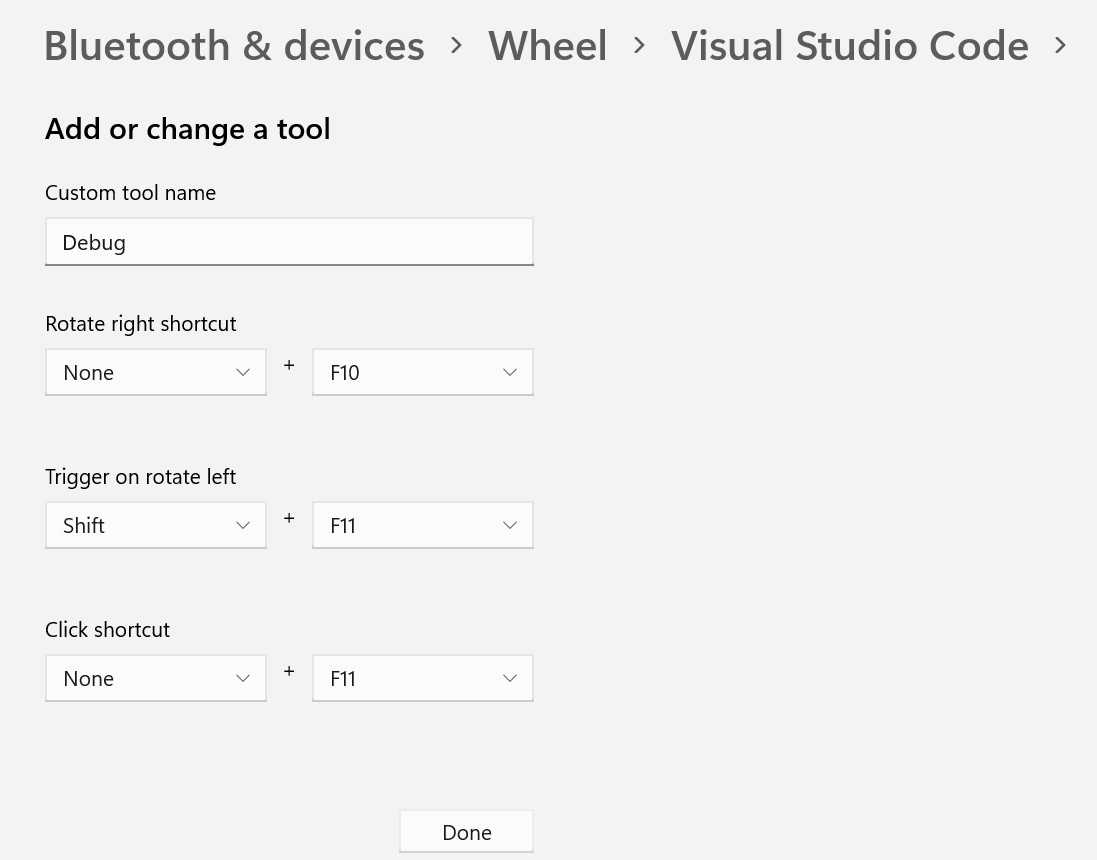 Bluetooth & devices > Wheel > Visual Studio Code >
Add or change a tool
Custom tool name
Debug
Rotate right shortcut
None + F10
Trigger on rotate left
Shift + F11
Click shortcut
None + F11
Done